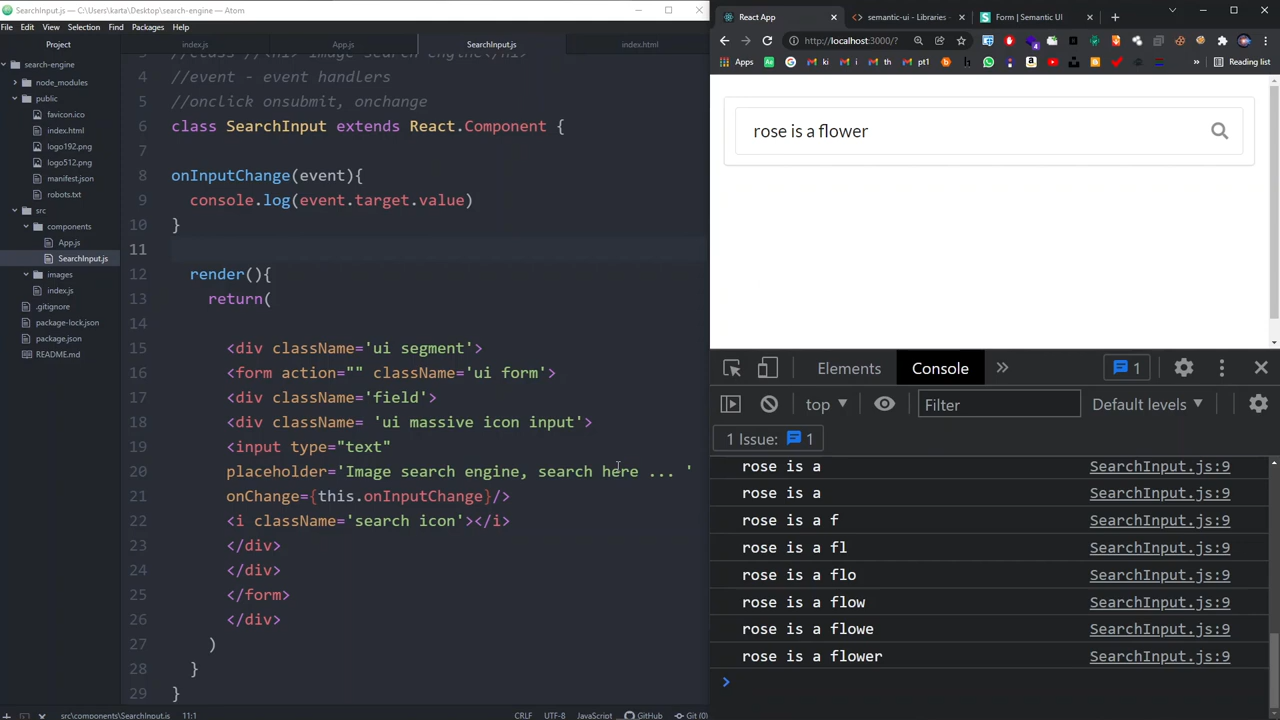 SearchInput.js — C:\Users\karta\Desktop\search-engine — Atom
File Edit View Selection Find Packages Help
Project
index.js
App.js
SearchInput.js
index.html
search-engine
node_modules
public
favicon.ico
index.html
logo192.png
logo512.png
manifest.json
robots.txt
src
components
App.js
SearchInput.js
images
index.js
.gitignore
package-lock.json
package.json
README.md
4 //event - event handlers
5 //onclick onsubmit, onchange
6 class SearchInput extends React.Component {
7
8 onInputChange(event){
9 console.log(event.target.value)
10 }
11
12 render(){
13 return(
14
15 <div className='ui segment'>
16 <form action="" className='ui form'>
17 <div className='field'>
18 <div className= 'ui massive icon input'>
19 <input type="text"
20 placeholder='Image search engine, search here ... '
21 onChange={this.onInputChange}/>
22 <i className='search icon'></i>
23 </div>
24 </div>
25 </form>
26 </div>
27 )
28 }
29 }
src\components\SearchInput.js 11:1 CRLF UTF-8 JavaScript GitHub Git (0)
React App
semantic-ui - Libraries -
Form | Semantic UI
http://localhost:3000/?
Apps ki i th pt1 Reading list
rose is a flower
Elements Console 1
top Filter Default levels
1 Issue: 1
rose is a SearchInput.js:9
rose is a SearchInput.js:9
rose is a f SearchInput.js:9
rose is a fl SearchInput.js:9
rose is a flo SearchInput.js:9
rose is a flow SearchInput.js:9
rose is a flowe SearchInput.js:9
rose is a flower SearchInput.js:9